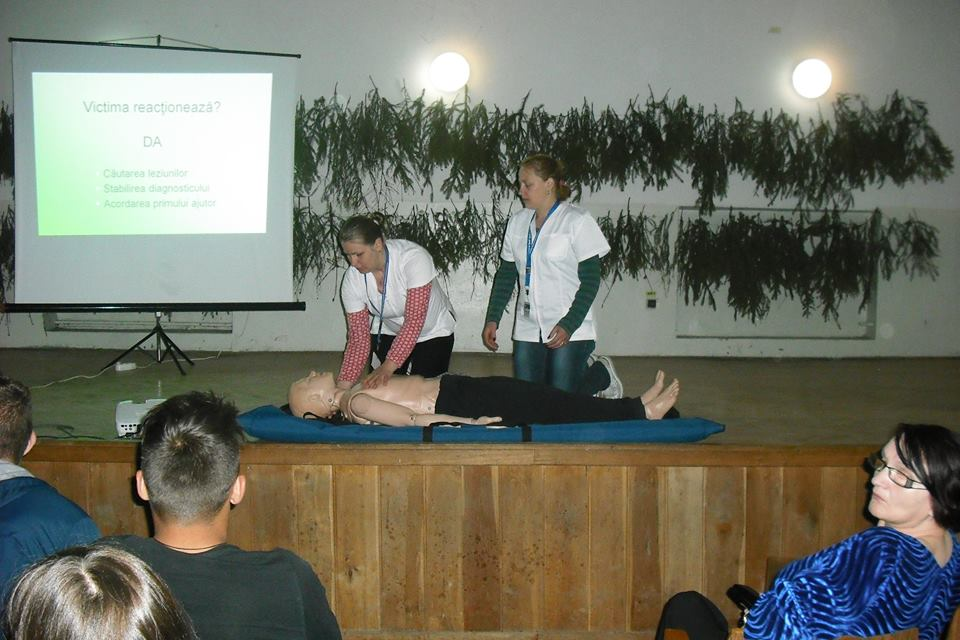 Victima reacționează?
DA
Căutarea leziunilor
Stabilirea diagnosticului
Acordarea primului ajutor